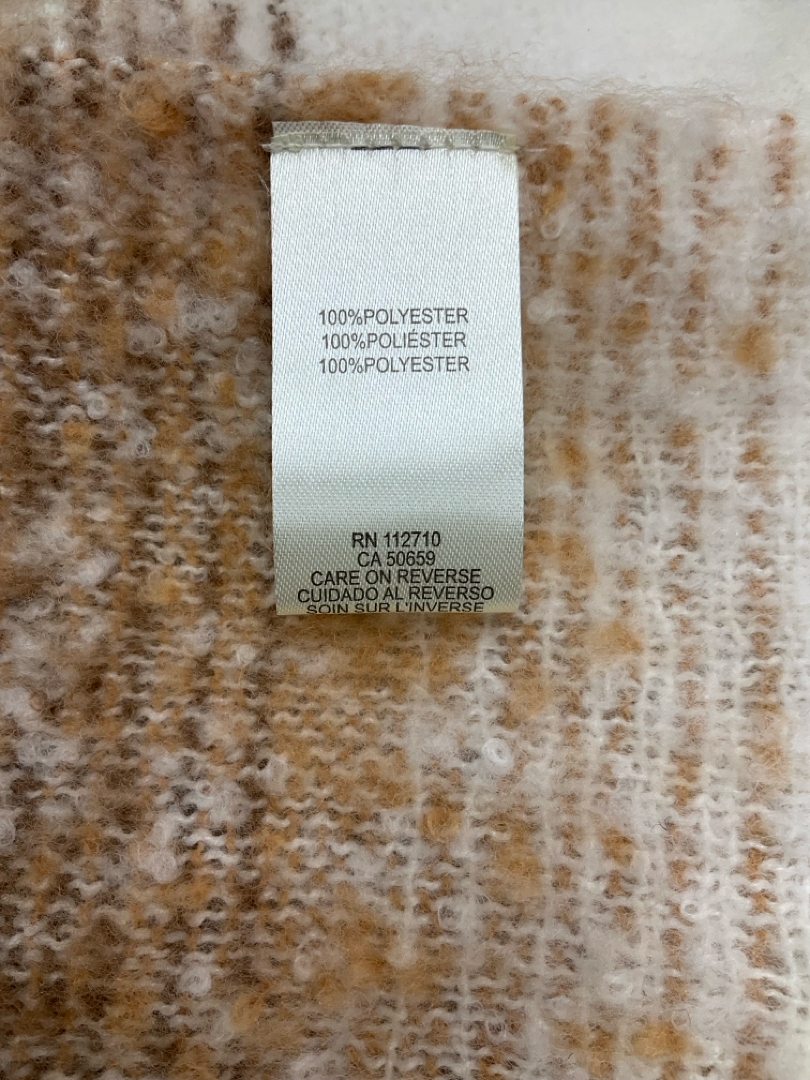 100%POLYESTER
100%POLIÉSTER
100%POLYESTER
RN 112710
CA 50659
CARE ON REVERSE
CUIDADO AL REVERSO
SOIN SUR L'INVERSE